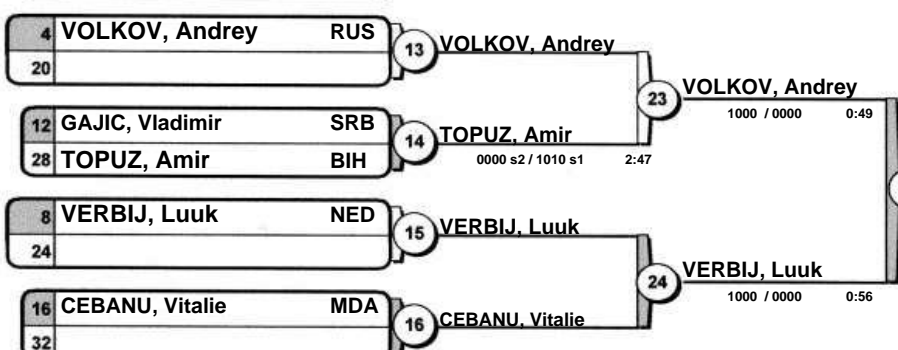 4 VOLKOV, Andrey RUS
20
13 VOLKOV, Andrey
12 GAJIC, Vladimir SRB
28 TOPUZ, Amir BIH
14 TOPUZ, Amir
0000 s2 / 1010 s1 2:47
23 VOLKOV, Andrey
1000 / 0000 0:49
8 VERBIJ, Luuk NED
24
15 VERBIJ, Luuk
16 CEBANU, Vitalie MDA
32
16 CEBANU, Vitalie
24 VERBIJ, Luuk
1000 / 0000 0:56